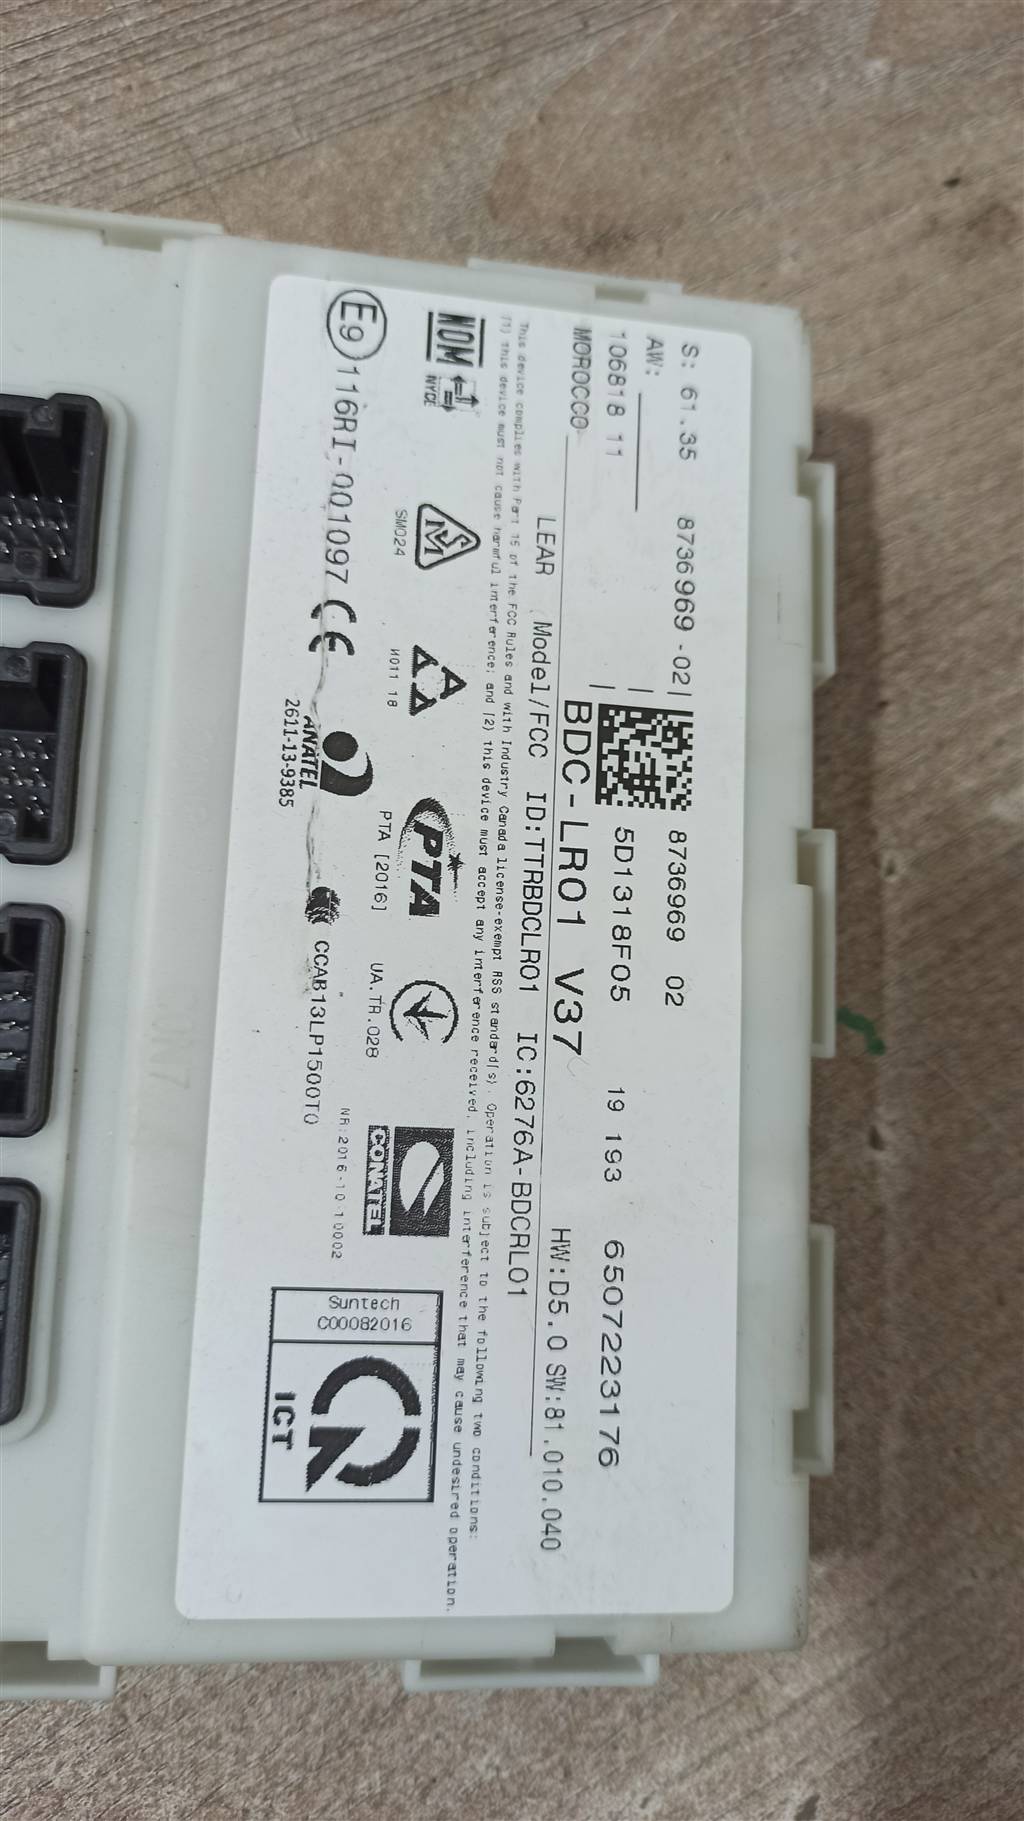 S: 61.35 8736969-02| 8736969 02
AW:
106818 11 5D1318F05 19 193 6507223176
MOROCCO BDC-LR01 V37 HW:D5.0 SW:81.010.040
LEAR Model/FCC ID:TTRBDCLR01 IC:6276A-BDCRLO1
This device complies with Part 15 of the FCC Rules and with Industry Canada license-exempt RSS standard(s). Operation is subject to the following two conditions:
(1) this device must not cause harmful interference; and (2) this device must accept any interference received, including interference that may cause undesired operation.
NOM
NYCE
SM
SM024
И011 18
PTA
PTA [2016]
UA.TR.028
CONATEL
NR:2016-10-I-0002
E9 116RI-001097 CE
ANATEL
2611-13-9385
CCAB13LP1500T0
Suntech
C00082016
ICT